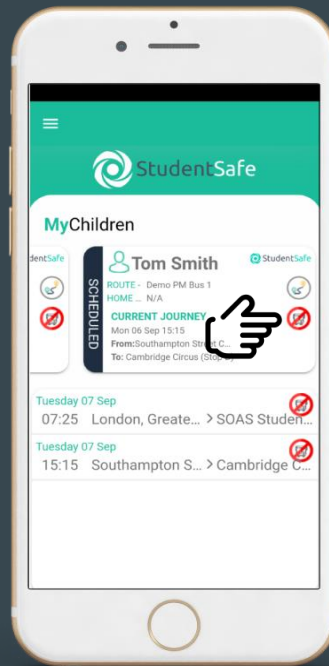 StudentSafe
MyChildren
dentSafe
SCHEDULED
Tom Smith
StudentSafe
ROUTE - Demo PM Bus 1
HOME ... N/A
CURRENT JOURNEY
Mon 06 Sep 15:15
From:Southampton Street C...
To: Cambridge Circus (Stop
Tuesday 07 Sep
07:25 London, Greate... > SOAS Studen...
Tuesday 07 Sep
15:15 Southampton S... > Cambridge C...